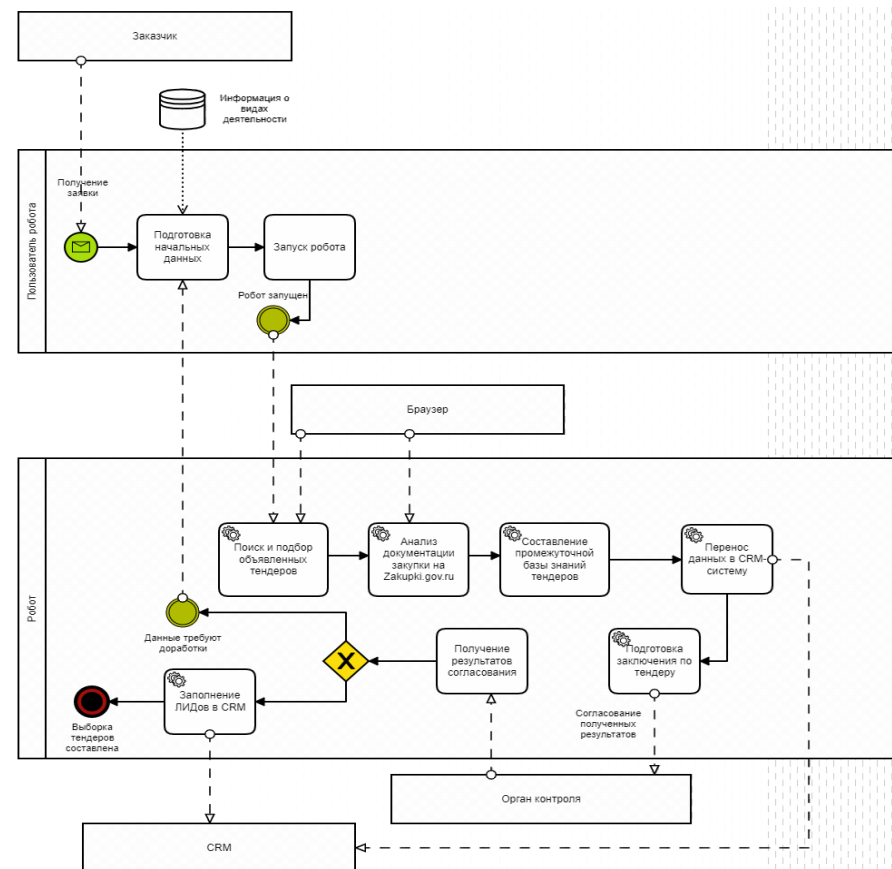 Заказчик
Информация о
видах
деятельности
Получение
заявки
Пользователь робота
Подготовка
начальных
данных
Запуск робота
Робот запущен
Браузер
Робот
Поиск и подбор
объявленных
тендеров
Анализ
документации
закупки на
Zakupki.gov.ru
Составление
промежуточной
базы знаний
тендеров
Перенос
данных в CRM-
систему
Данные требуют
доработки
Получение
результатов
согласования
Подготовка
заключения по
тендеру
Заполнение
ЛИДов в CRM
Выборка
тендеров
составлена
Согласование
полученных
результатов
Орган контроля
CRM